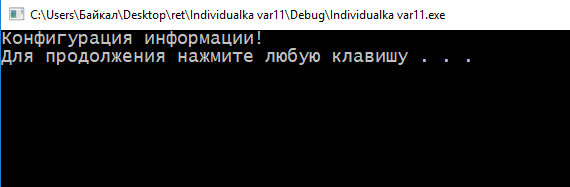 C:\Users\Байкал\Desktop\ret\Individualka var11\Debug\Individualka var11.exe
Конфигурация информации!
Для продолжения нажмите любую клавишу . . .